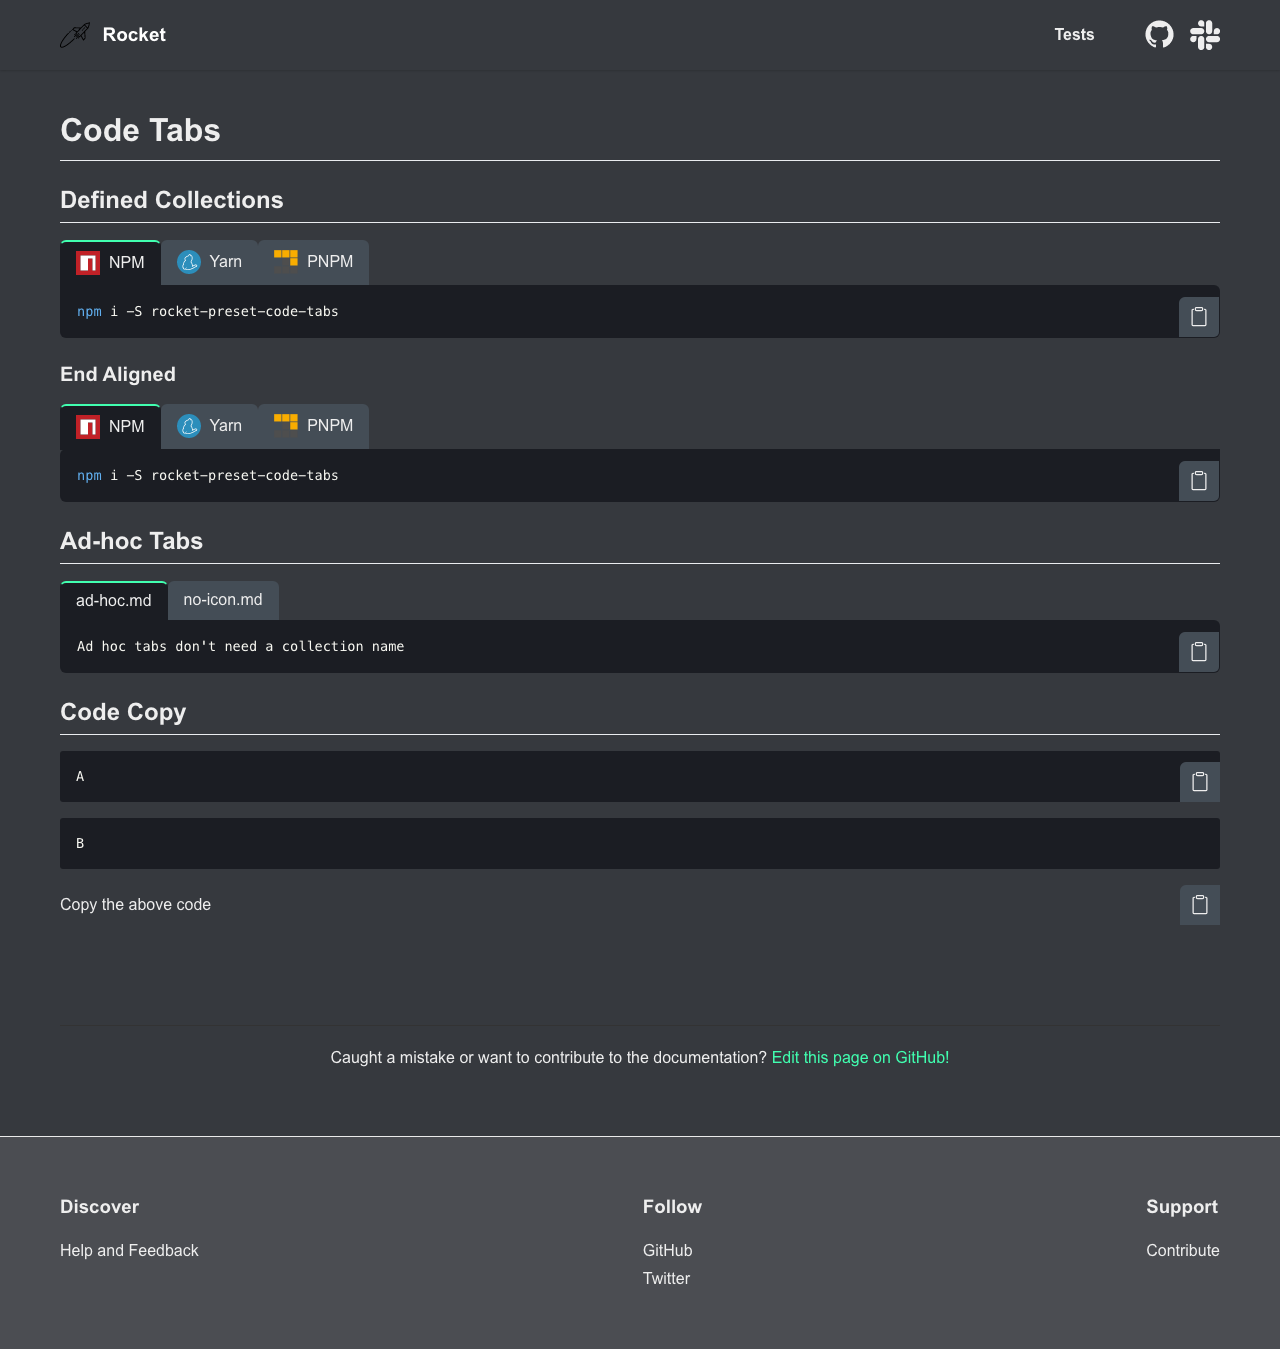 Rocket
Tests
Code Tabs
Defined Collections
NPM Yarn PNPM
npm i -S rocket-preset-code-tabs
End Aligned
NPM Yarn PNPM
npm i -S rocket-preset-code-tabs
Ad-hoc Tabs
ad-hoc.md no-icon.md
Ad hoc tabs don't need a collection name
Code Copy
A
B
Copy the above code
Caught a mistake or want to contribute to the documentation? Edit this page on GitHub!
Discover
Help and Feedback
Follow
GitHub
Twitter
Support
Contribute